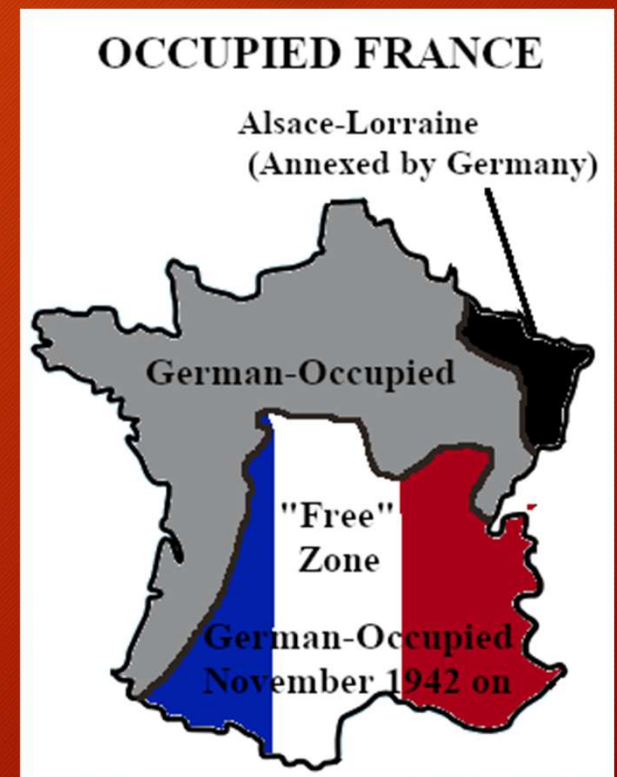 OCCUPIED FRANCE
Alsace-Lorraine
(Annexed by Germany)
German-Occupied
"Free"
Zone
German-Occupied
November 1942 on